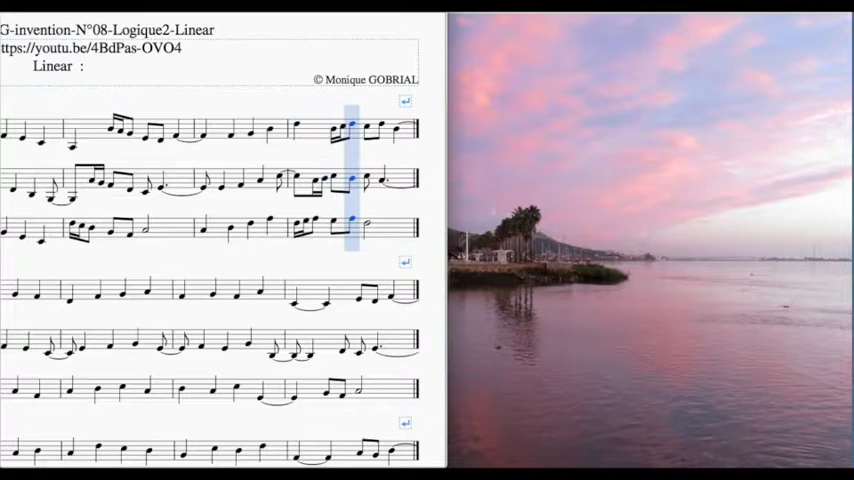 G-invention-N°08-Logique2-Linear
ttps://youtu.be/4BdPas-OVO4
Linear :
© Monique GOBRIAL